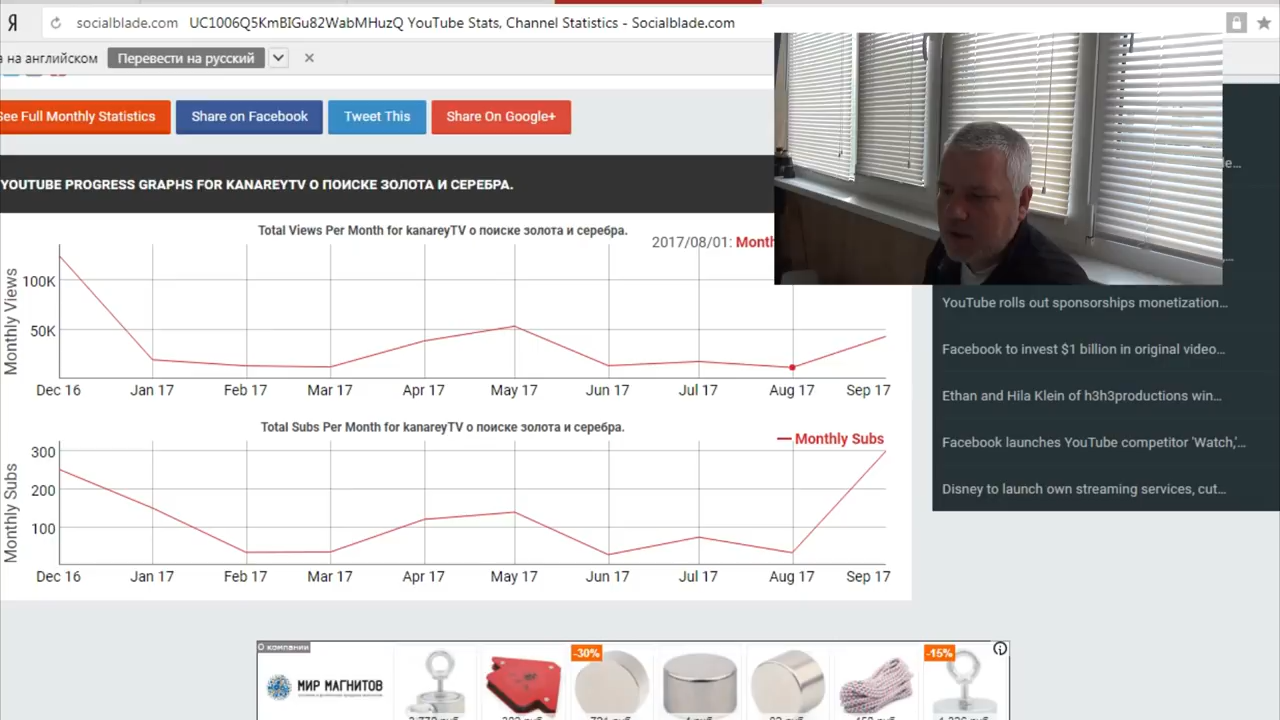 Я socialblade.com UC1006Q5KmBIGu82WabMHuzQ YouTube Stats, Channel Statistics - Socialblade.com
а на английском Перевести на русский
See Full Monthly Statistics Share on Facebook Tweet This Share On Google+
YOUTUBE PROGRESS GRAPHS FOR KANAREYTV О ПОИСКЕ ЗОЛОТА И СЕРЕБРА.
Total Views Per Month for kanareyTV о поиске золота и серебра.
2017/08/01: Month
Monthly Views
100K
50K
Dec 16 Jan 17 Feb 17 Mar 17 Apr 17 May 17 Jun 17 Jul 17 Aug 17 Sep 17
Total Subs Per Month for kanareyTV о поиске золота и серебра.
Monthly Subs
Monthly Subs
300
200
100
Dec 16 Jan 17 Feb 17 Mar 17 Apr 17 May 17 Jun 17 Jul 17 Aug 17 Sep 17
YouTube rolls out sponsorships monetization...
Facebook to invest $1 billion in original video...
Ethan and Hila Klein of h3h3productions win...
Facebook launches YouTube competitor 'Watch,'...
Disney to launch own streaming services, cut...
О компании
МИР МАГНИТОВ
-30%
-15%